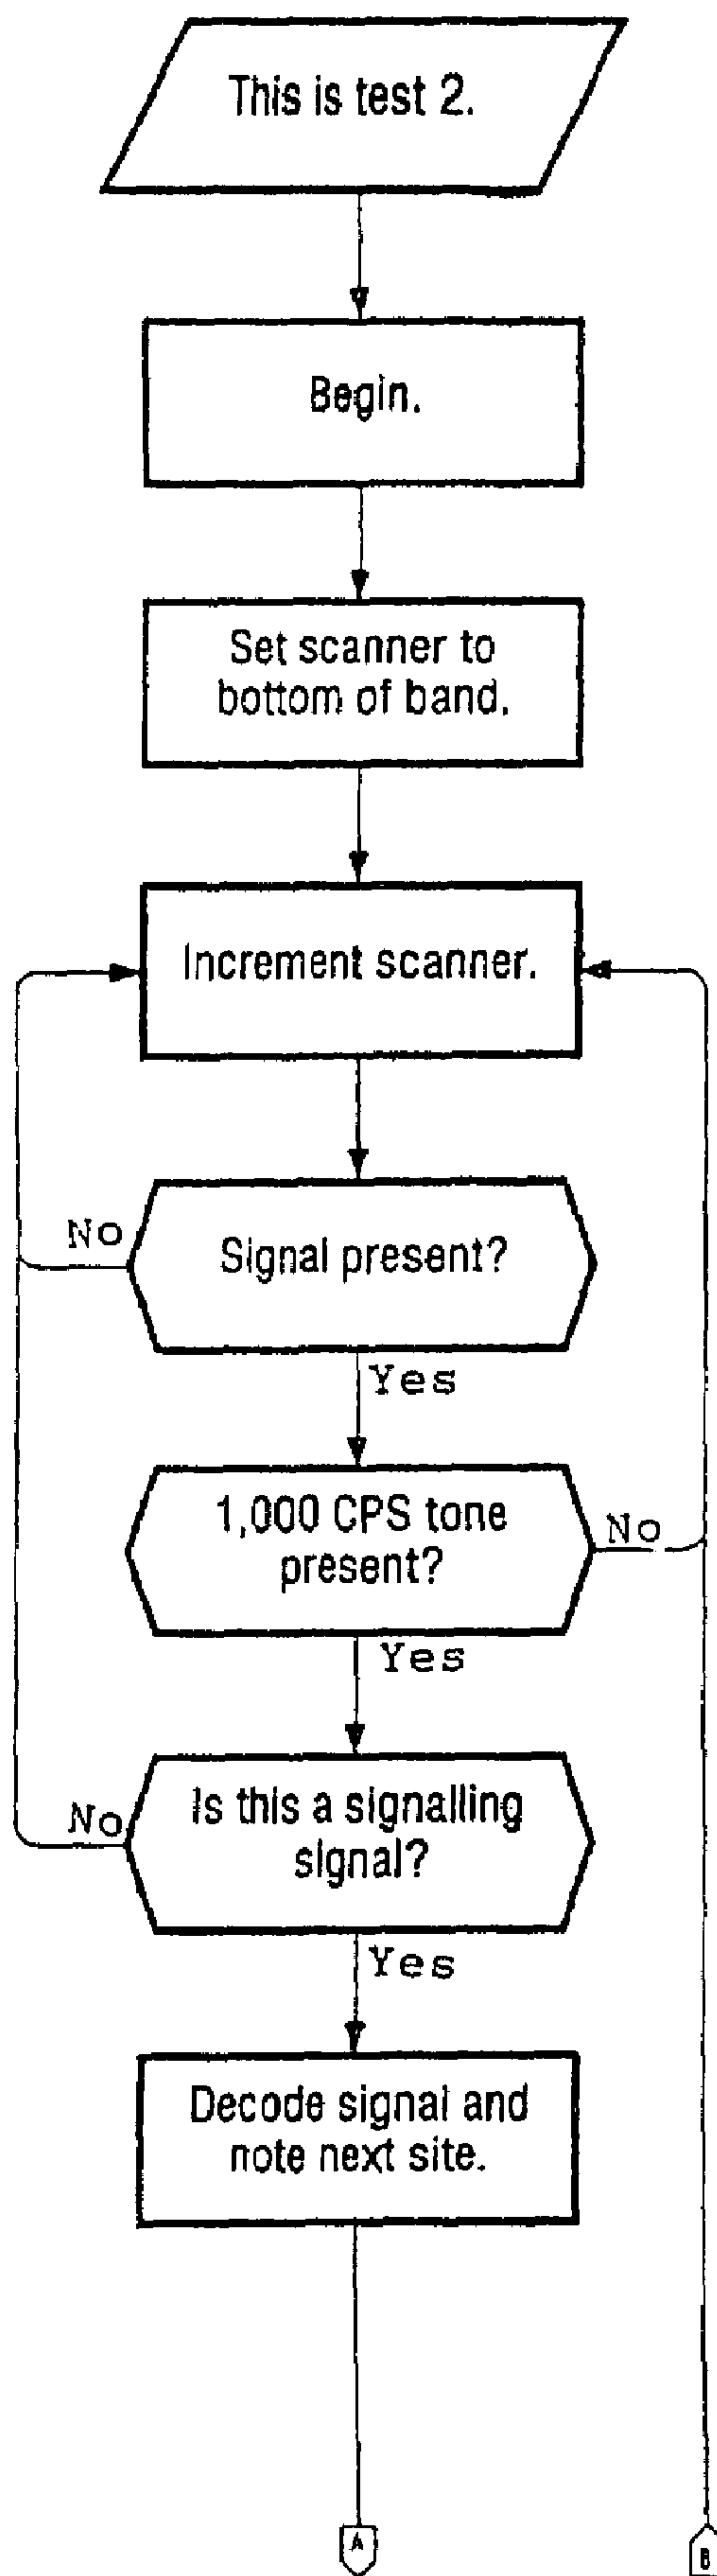 This is test 2.
Begin.
Set scanner to
bottom of band.
Increment scanner.
No
Signal present?
Yes
1,000 CPS tone
present?
No
Yes
Is this a signalling
signal?
No
Yes
Decode signal and
note next site.
A
B